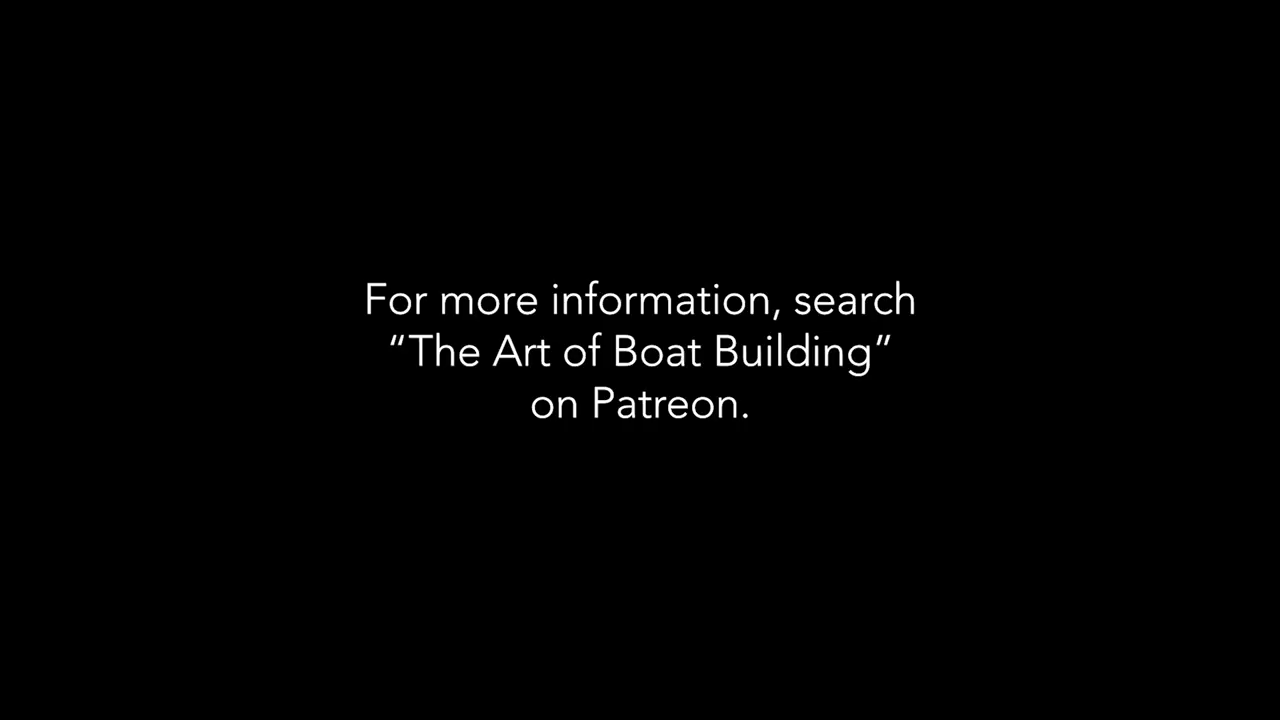 For more information, search
“The Art of Boat Building”
on Patreon.